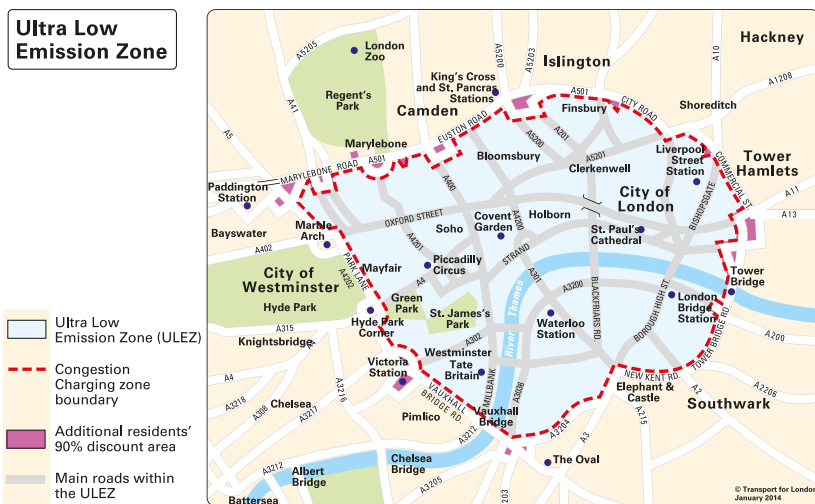 Ultra Low
Emission Zone
A5205
London
Zoo
A5200
A5203
Islington
A10
Hackney
A41
King's Cross
and St. Pancras
Stations
A501
A1208
Regent's
Park
Camden
Finsbury
CITY ROAD
Shoreditch
A5
EUSTON ROAD
A5200
A201
Marylebone
Bloomsbury
A5201
Liverpool
Street
Station
MARYLEBONE ROAD
A501
Clerkenwell
Tower
Hamlets
COMMERCIAL ST.
Paddington
Station
A400
City of
London
BISHOPSGATE
A11
OXFORD STREET
Covent
Garden
A4200
Holborn
A13
Bayswater
Marble
Arch
Soho
St. Paul's
Cathedral
A402
A4201
STRAND
City of
Westminster
PARK LANE
A4202
Mayfair
Piccadilly
Circus
A4
A301
A3200
BLACKFRIARS RD.
BOROUGH HIGH ST.
Tower
Bridge
Hyde Park
Green
Park
St. James's
Park
River Thames
London
Bridge
Station
TOWER BRIDGE RD.
A315
Hyde Park
Corner
Waterloo
Station
A200
Knightsbridge
A4
A302
Victoria
Station
Westminster
Tate
Britain
NEW KENT RD.
A4
A3216
MILLBANK
A3036
Elephant
& Castle
A2
A2206
A3218
A308
A3217
Chelsea
VAUXHALL
BRIDGE RD.
Pimlico
Vauxhall
Bridge
A215
Southwark
A3212
A3204
A3
Chelsea
Bridge
The Oval
A3212
Albert
Bridge
A3205
A203
Battersea
Ultra Low
Emission Zone (ULEZ)
Congestion
Charging zone
boundary
Additional residents'
90% discount area
Main roads within
the ULEZ
© Transport for London
January 2014